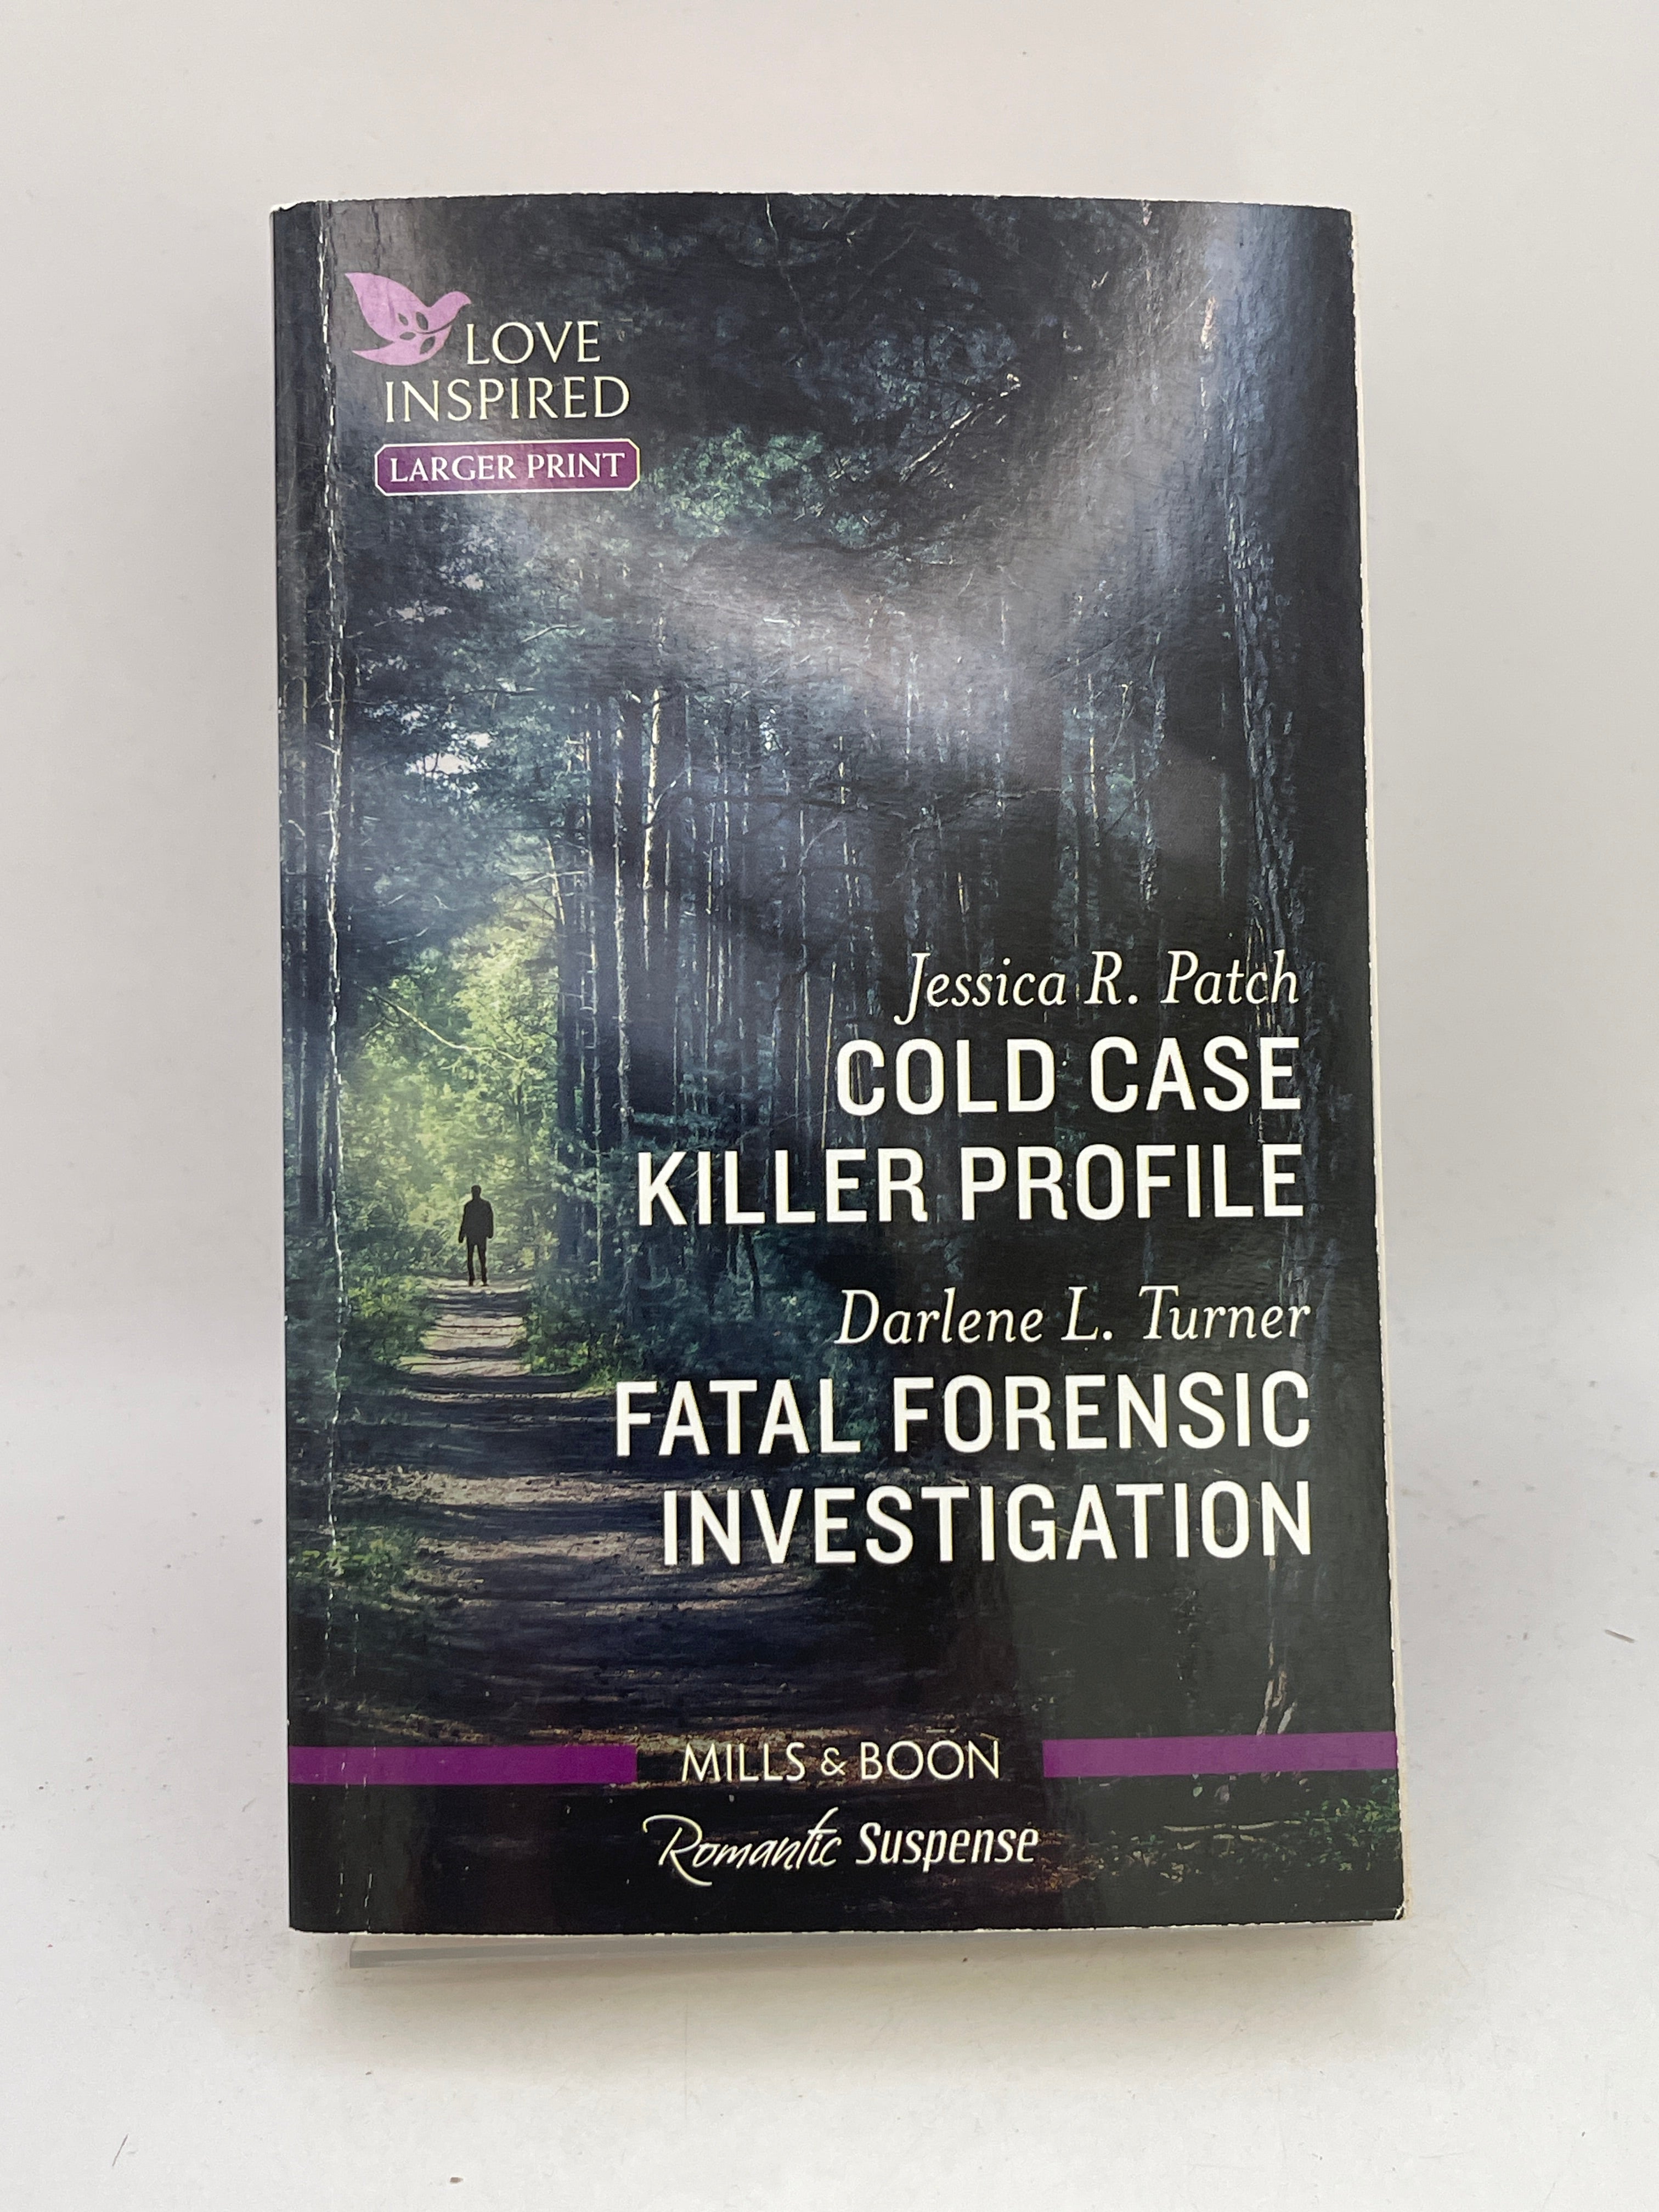 LOVE
INSPIRED
LARGER PRINT
Jessica R. Patch
COLD CASE
KILLER PROFILE
Darlene L. Turner
FATAL FORENSIC
INVESTIGATION
MILLS & BOON
Romantic Suspense